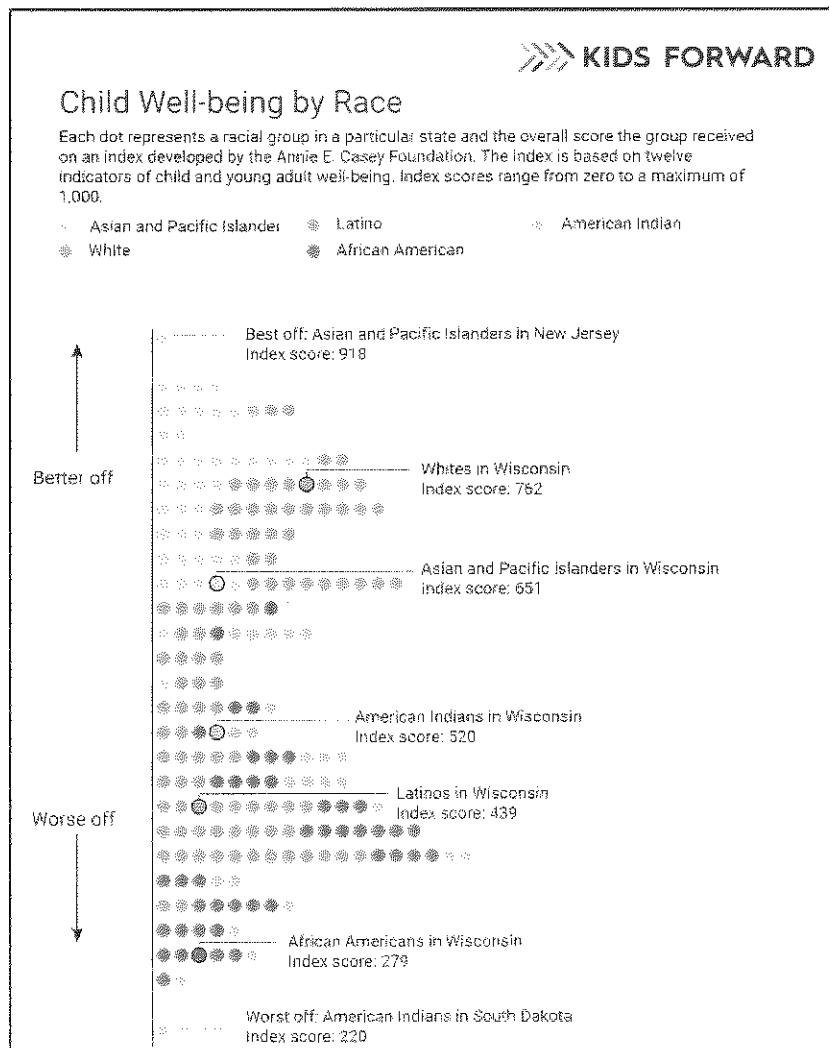 KIDS FORWARD
Child Well-being by Race
Each dot represents a racial group in a particular state and the overall score the group received
on an index developed by the Annie E. Casey Foundation. The index is based on twelve
indicators of child and young adult well-being. Index scores range from zero to a maximum of
1,000.
Asian and Pacific Islander Latino American Indian
White African American
Best off: Asian and Pacific Islanders in New Jersey
Index score: 918
Better off
Whites in Wisconsin
Index score: 762
Asian and Pacific Islanders in Wisconsin
Index score: 651
American Indians in Wisconsin
Index score: 520
Latinos in Wisconsin
Index score: 439
Worse off
African Americans in Wisconsin
Index score: 279
Worst off: American Indians in South Dakota
Index score: 220